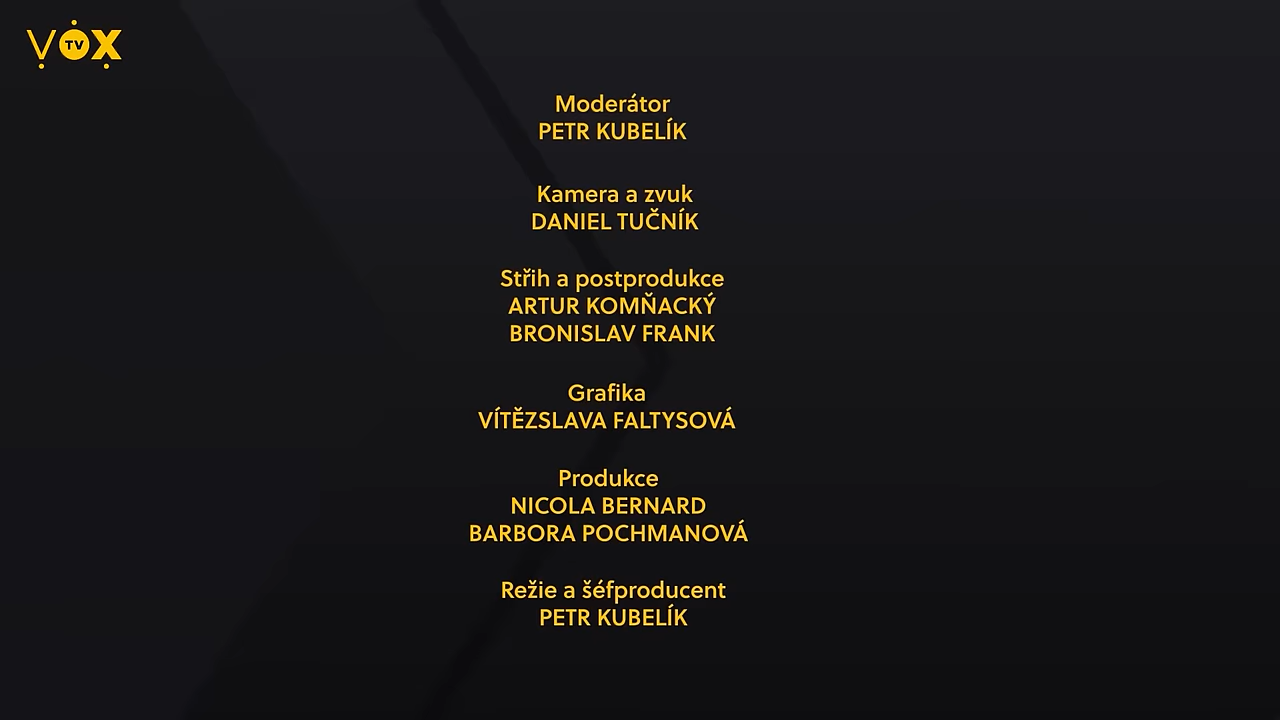 VOX
TV
Moderátor
PETR KUBELÍK
Kamera a zvuk
DANIEL TUČNÍK
Střih a postprodukce
ARTUR KOMŇACKÝ
BRONISLAV FRANK
Grafika
VÍTĚZSLAVA FALTYSOVÁ
Produkce
NICOLA BERNARD
BARBORA POCHMANOVÁ
Režie a šéfproducent
PETR KUBELÍK